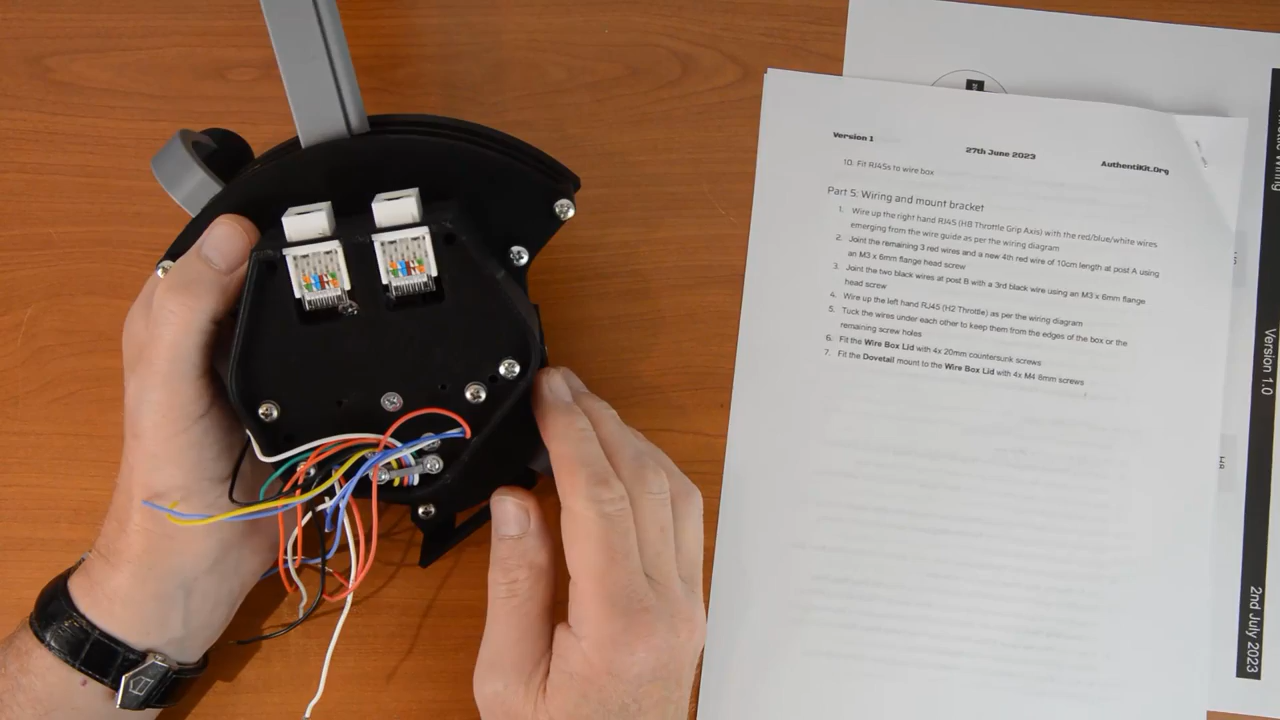 Version 1
27th June 2023
AuthentiKit.Org
10. Fit RJ45s to wire box
Part 5: Wiring and mount bracket
1. Wire up the right hand RJ45 (H8 Throttle Grip Axis) with the red/blue/white wires
emerging from the wire guide as per the wiring diagram
2. Joint the remaining 3 red wires and a new 4th red wire of 10cm length at post A using
an M3 x 6mm flange head screw
3. Joint the two black wires at post B with a 3rd black wire using an M3 x 6mm flange
head screw
4. Wire up the left hand RJ45 (H2 Throttle) as per the wiring diagram
5. Tuck the wires under each other to keep them from the edges of the box or the
remaining screw holes
6. Fit the Wire Box Lid with 4x 20mm countersunk screws
7. Fit the Dovetail mount to the Wire Box Lid with 4x M4 8mm screws
Wiring
Version 1.0
2nd July 2023